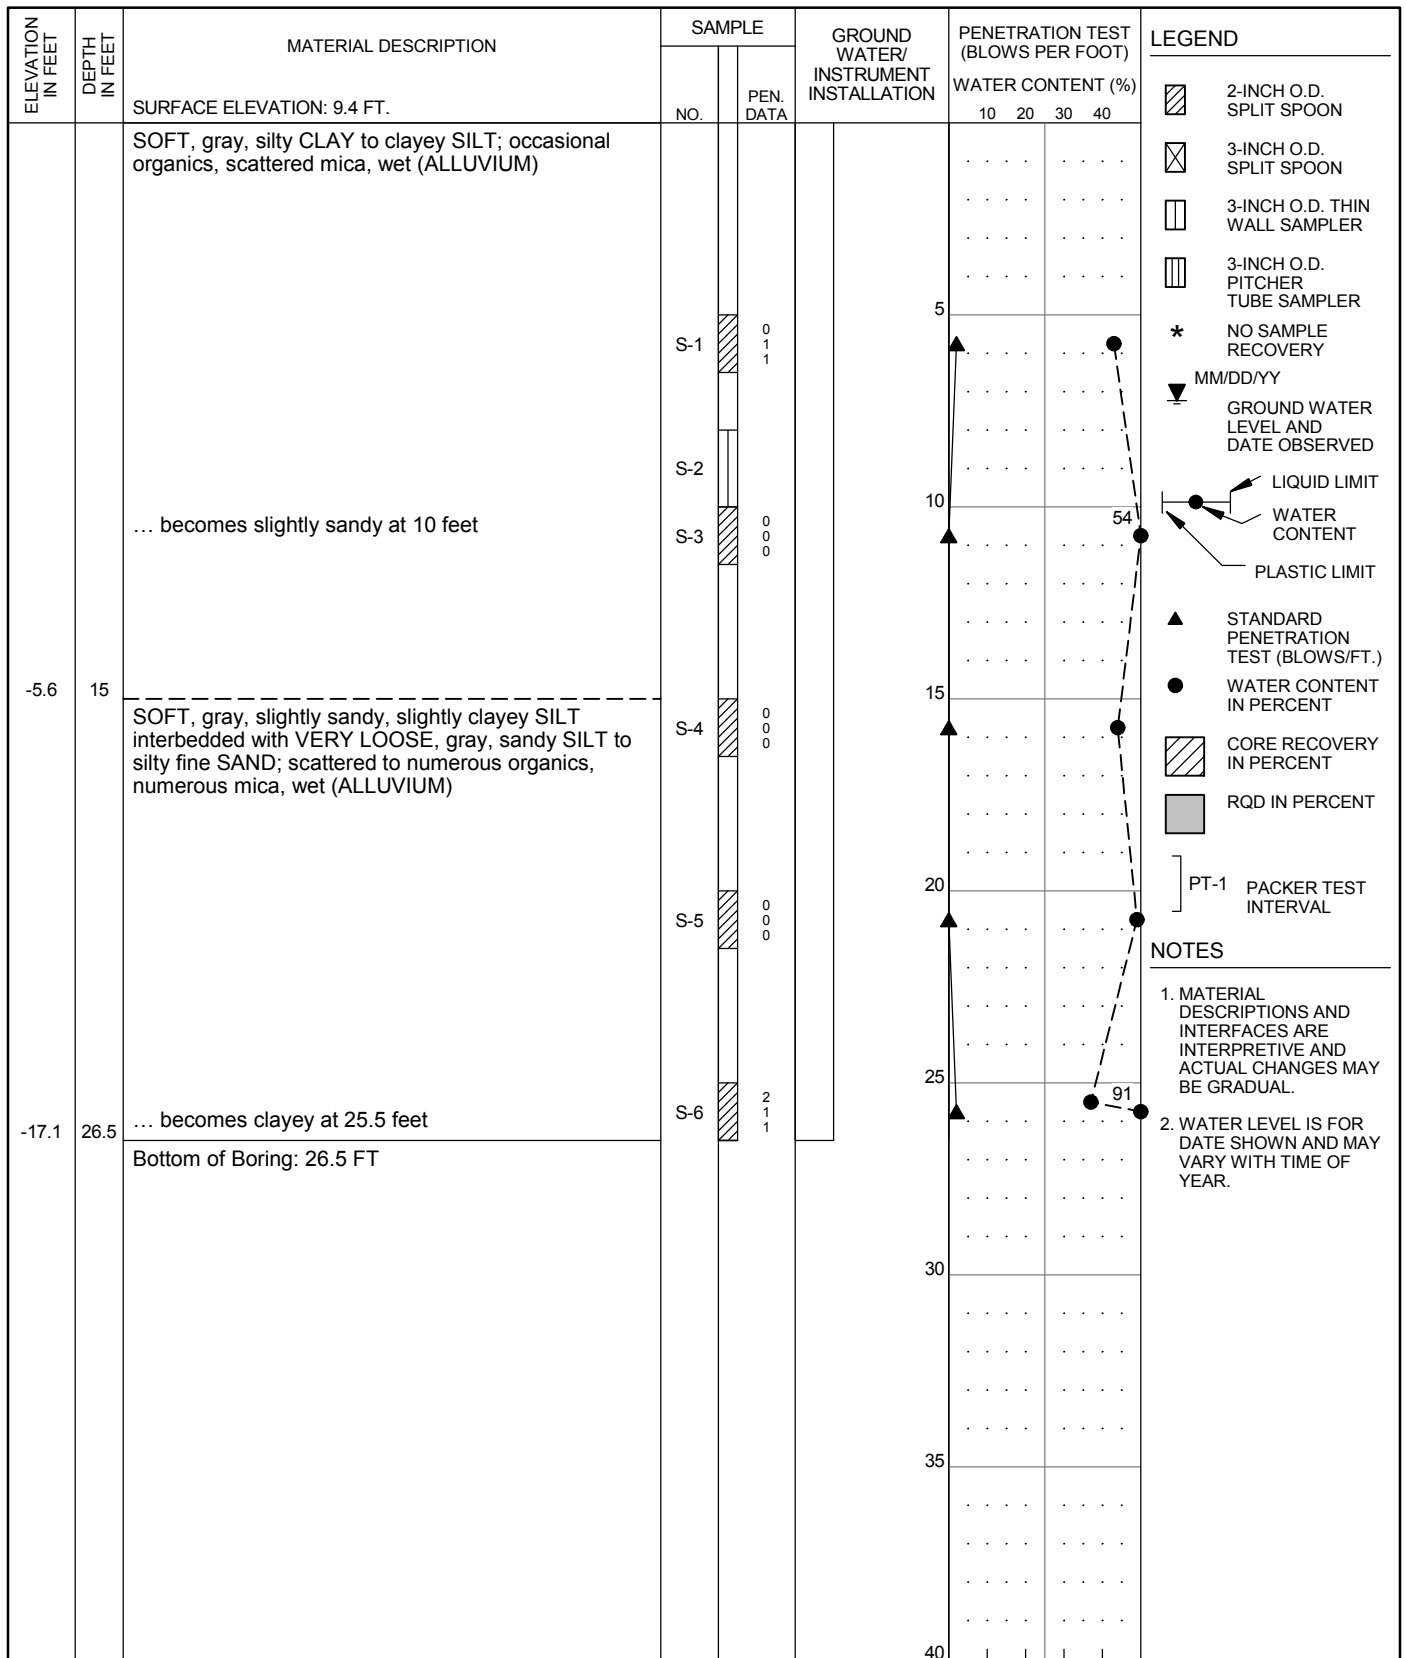 ELEVATION
IN FEET
DEPTH
IN FEET
MATERIAL DESCRIPTION
SURFACE ELEVATION: 9.4 FT.
SAMPLE
NO.
PEN.
DATA
GROUND
WATER/
INSTRUMENT
INSTALLATION
PENETRATION TEST
(BLOWS PER FOOT)
WATER CONTENT (%)
10 20 30 40
SOFT, gray, silty CLAY to clayey SILT; occasional
organics, scattered mica, wet (ALLUVIUM)
5
S-1
0
1
1
S-2
10
54
… becomes slightly sandy at 10 feet
S-3
0
0
0
-5.6 15
15
SOFT, gray, slightly sandy, slightly clayey SILT
interbedded with VERY LOOSE, gray, sandy SILT to
silty fine SAND; scattered to numerous organics,
numerous mica, wet (ALLUVIUM)
S-4
0
0
0
20
S-5
0
0
0
25
91
… becomes clayey at 25.5 feet
S-6
2
1
1
-17.1 26.5
Bottom of Boring: 26.5 FT
30
35
40
LEGEND
2-INCH O.D.
SPLIT SPOON
3-INCH O.D.
SPLIT SPOON
3-INCH O.D. THIN
WALL SAMPLER
3-INCH O.D.
PITCHER
TUBE SAMPLER
* NO SAMPLE
RECOVERY
MM/DD/YY
GROUND WATER
LEVEL AND
DATE OBSERVED
LIQUID LIMIT
WATER
CONTENT
PLASTIC LIMIT
STANDARD
PENETRATION
TEST (BLOWS/FT.)
WATER CONTENT
IN PERCENT
CORE RECOVERY
IN PERCENT
RQD IN PERCENT
PT-1 PACKER TEST
INTERVAL
NOTES
1. MATERIAL
DESCRIPTIONS AND
INTERFACES ARE
INTERPRETIVE AND
ACTUAL CHANGES MAY
BE GRADUAL.
2. WATER LEVEL IS FOR
DATE SHOWN AND MAY
VARY WITH TIME OF
YEAR.